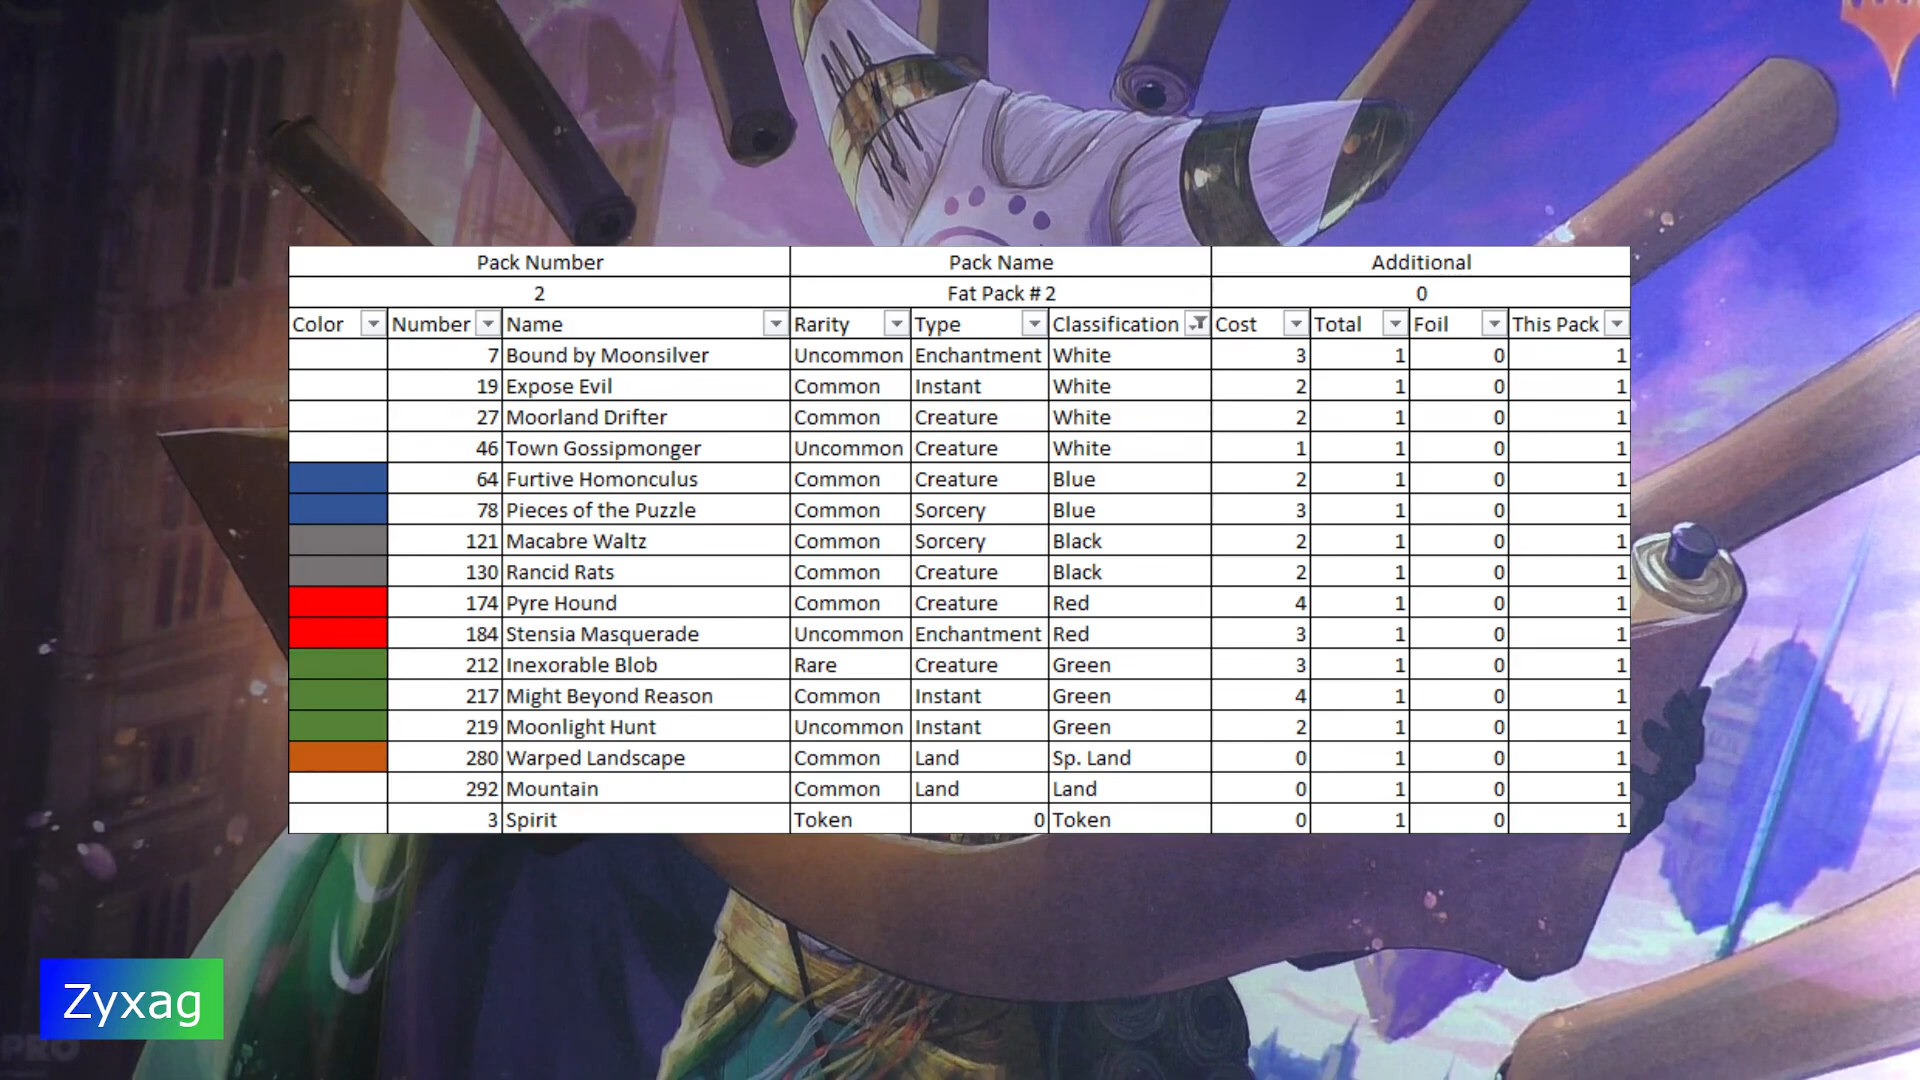 Pack Number Pack Name Additional
2 Fat Pack # 2 0
Color Number Name Rarity Type Classification Cost Total Foil This Pack
7 Bound by Moonsilver Uncommon Enchantment White 3 1 0 1
19 Expose Evil Common Instant White 2 1 0 1
27 Moorland Drifter Common Creature White 2 1 0 1
46 Town Gossipmonger Uncommon Creature White 1 1 0 1
64 Furtive Homonculus Common Creature Blue 2 1 0 1
78 Pieces of the Puzzle Common Sorcery Blue 3 1 0 1
121 Macabre Waltz Common Sorcery Black 2 1 0 1
130 Rancid Rats Common Creature Black 2 1 0 1
174 Pyre Hound Common Creature Red 4 1 0 1
184 Stensia Masquerade Uncommon Enchantment Red 3 1 0 1
212 Inexorable Blob Rare Creature Green 3 1 0 1
217 Might Beyond Reason Common Instant Green 4 1 0 1
219 Moonlight Hunt Uncommon Instant Green 2 1 0 1
280 Warped Landscape Common Land Sp. Land 0 1 0 1
292 Mountain Common Land Land 0 1 0 1
3 Spirit Token 0 Token 0 1 0 1
Zyxag
PRO